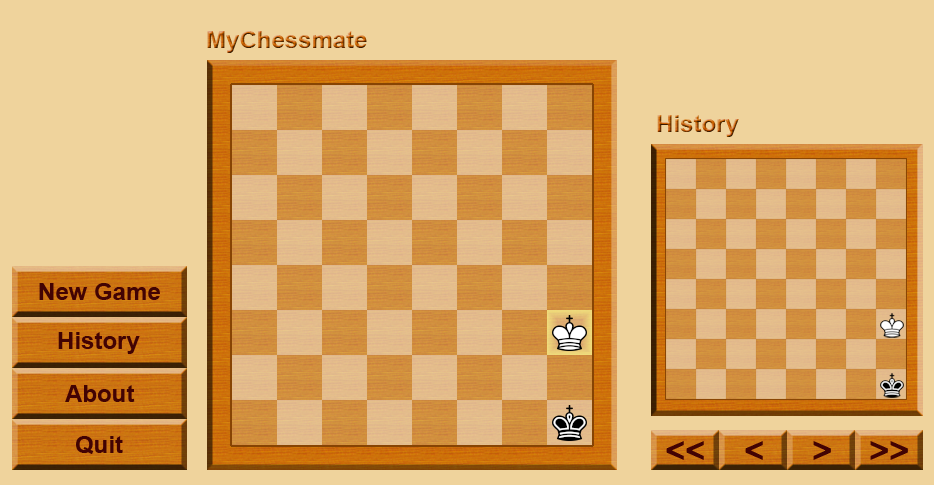 MyChessmate
History
New Game
History
About
Quit
<< < > >>